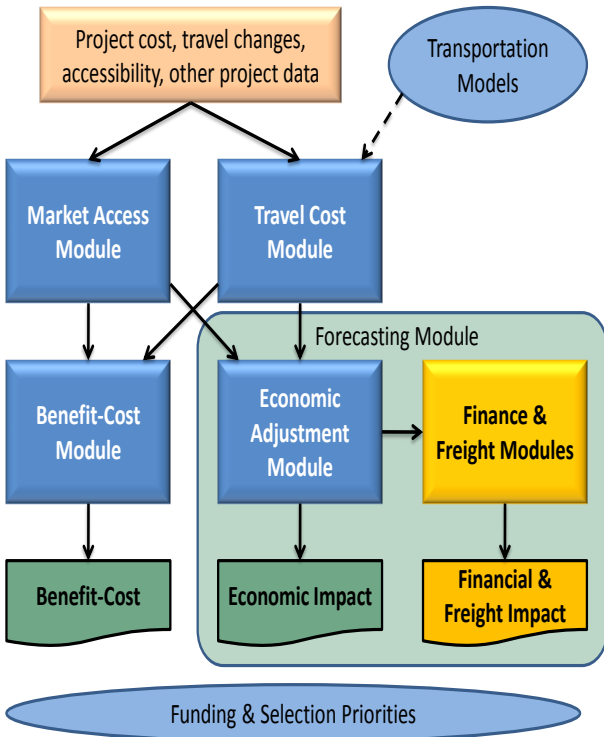 Project cost, travel changes,
accessibility, other project data
Transportation
Models
Market Access
Module
Travel Cost
Module
Forecasting Module
Benefit-Cost
Module
Economic
Adjustment
Module
Finance &
Freight Modules
Benefit-Cost
Economic Impact
Financial &
Freight Impact
Funding & Selection Priorities